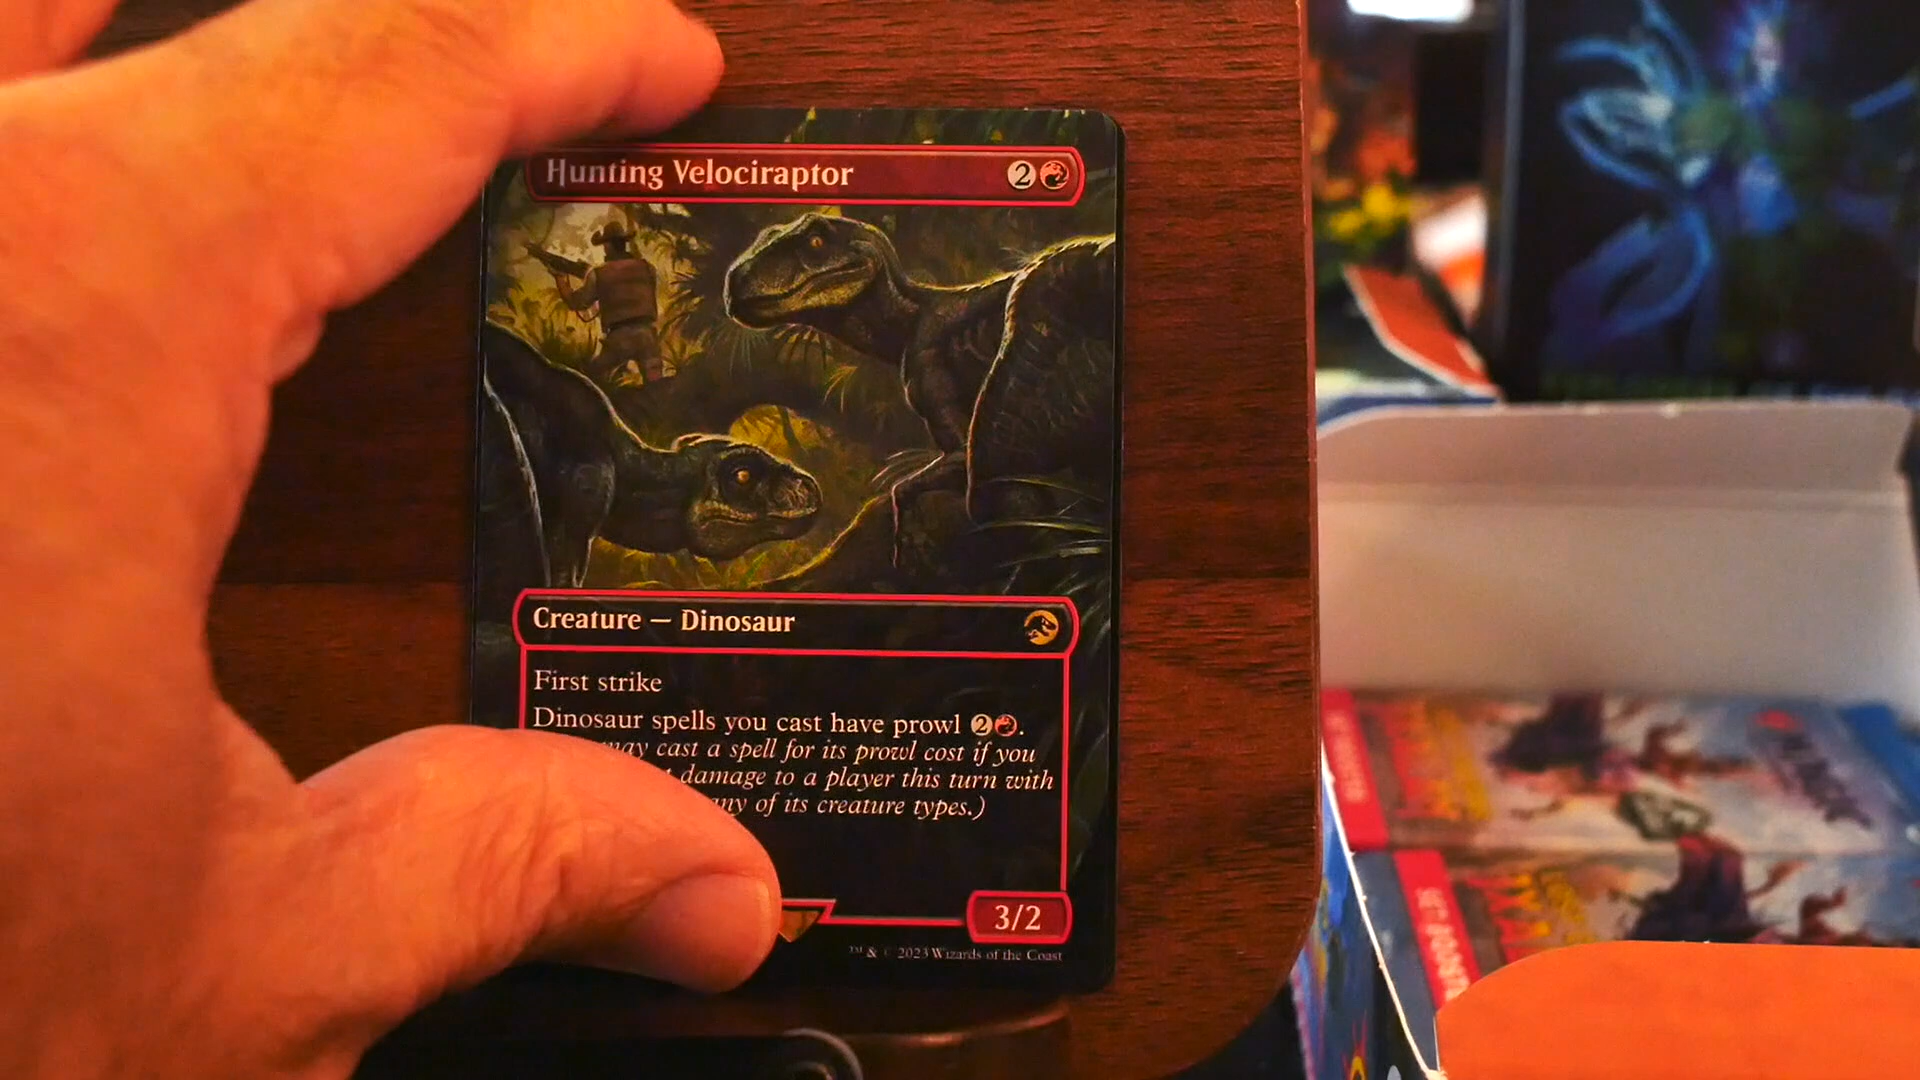 Hunting Velociraptor 2
Creature — Dinosaur
First strike
Dinosaur spells you cast have prowl 2.
may cast a spell for its prowl cost if you
damage to a player this turn with
any of its creature types.)
3/2
™ & © 2023 Wizards of the Coast